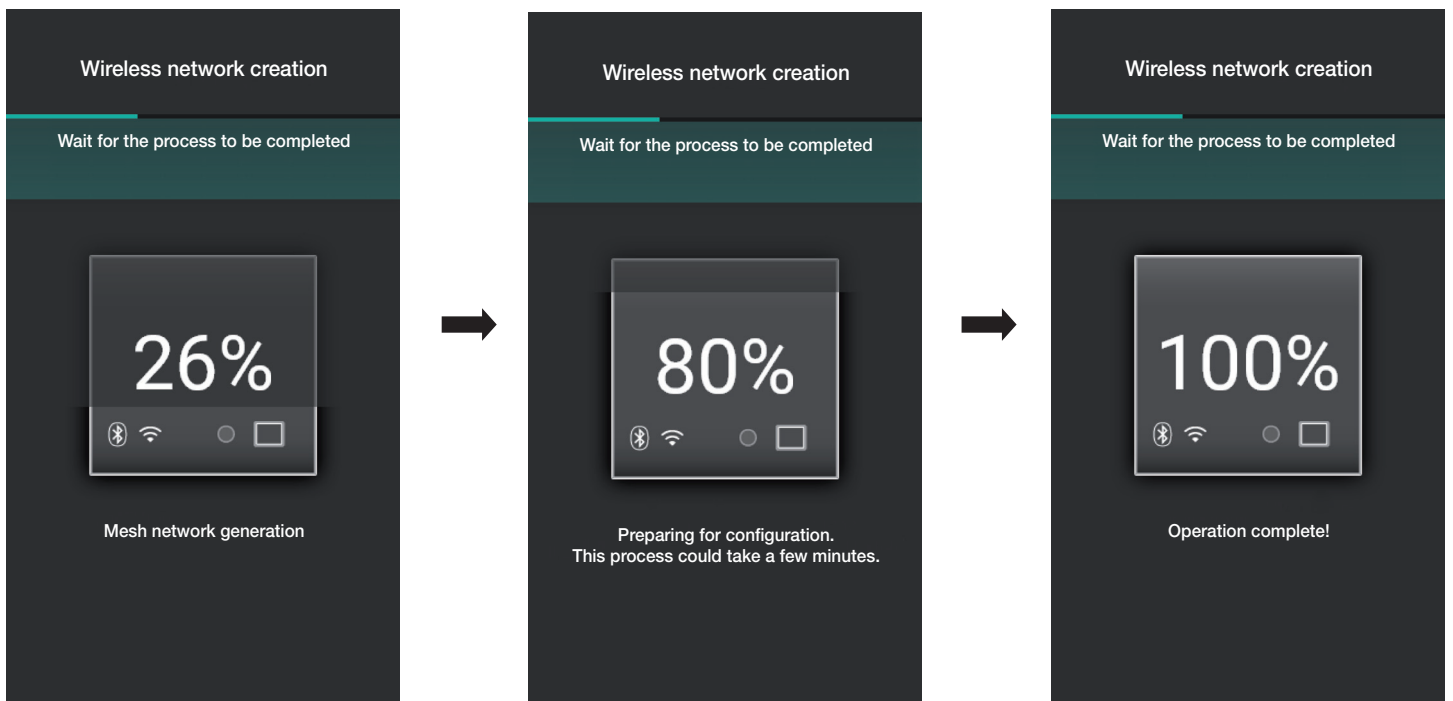 Wireless network creation
Wait for the process to be completed
26%
Mesh network generation
Wireless network creation
Wait for the process to be completed
80%
Preparing for configuration.
This process could take a few minutes.
Wireless network creation
Wait for the process to be completed
100%
Operation complete!